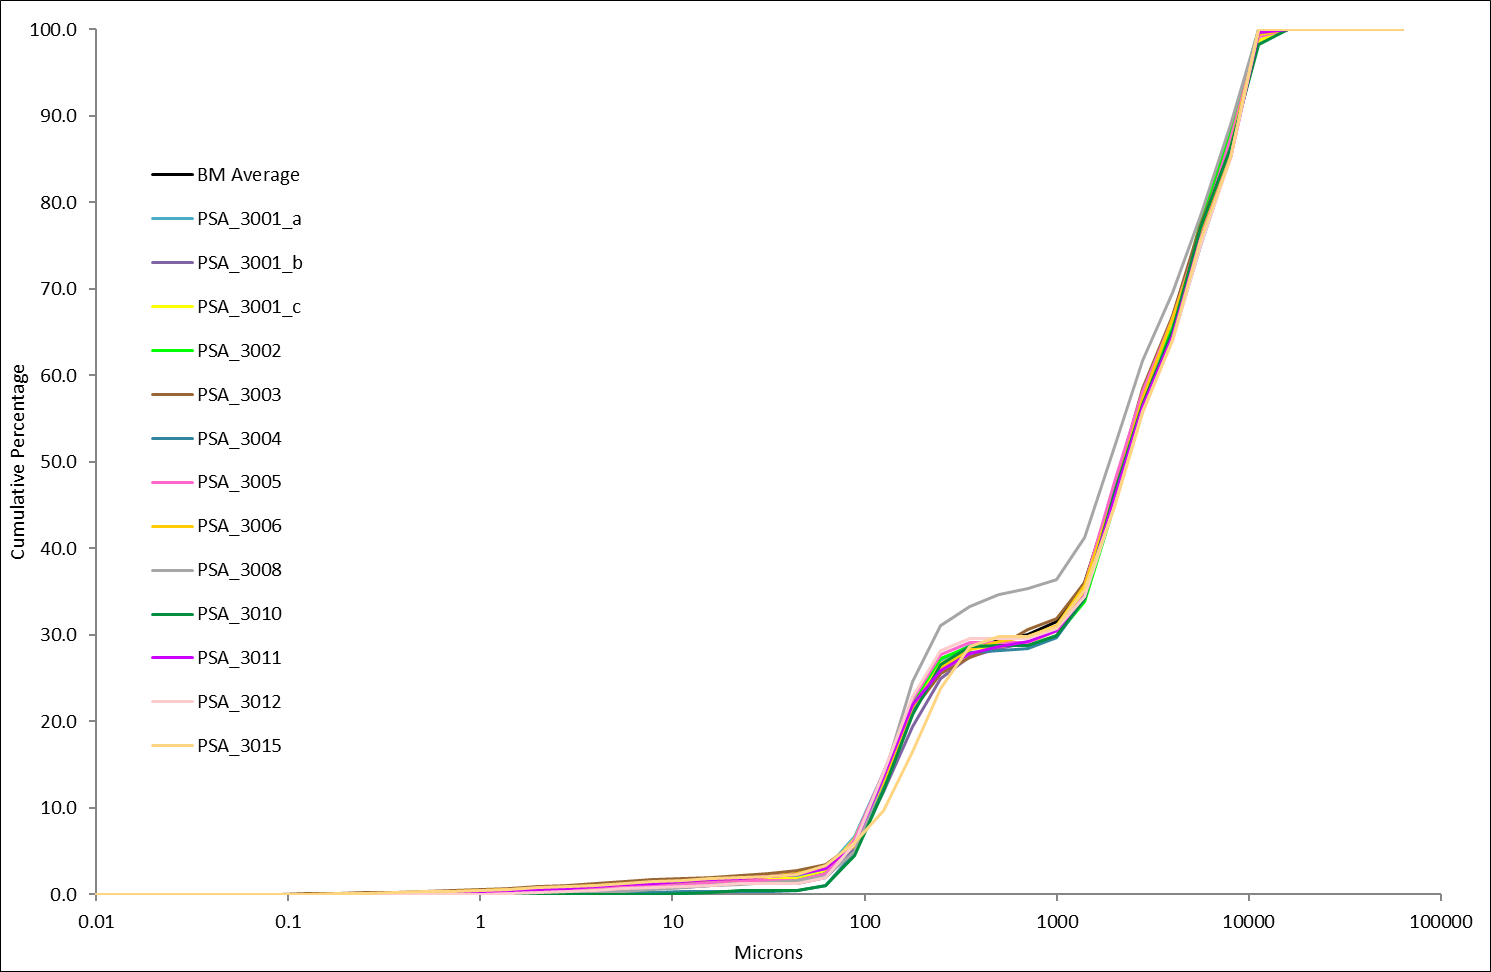 100.0
90.0
80.0
70.0
60.0
50.0
40.0
30.0
20.0
10.0
0.0
Cumulative Percentage
BM Average
PSA_3001_a
PSA_3001_b
PSA_3001_c
PSA_3002
PSA_3003
PSA_3004
PSA_3005
PSA_3006
PSA_3008
PSA_3010
PSA_3011
PSA_3012
PSA_3015
0.01 0.1 1 10 100 1000 10000 100000
Microns